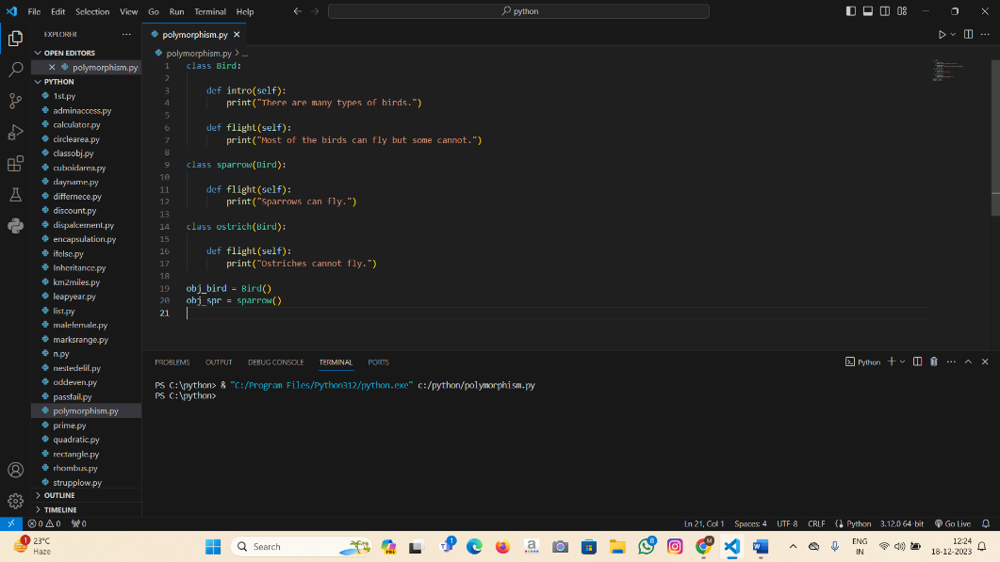 File Edit Selection View Go Run Terminal Help
python
EXPLORER
polymorphism.py
OPEN EDITORS
polymorphism.py
PYTHON
1st.py
adminaccess.py
calculator.py
circlearea.py
classobj.py
cuboidarea.py
dayname.py
differnece.py
discount.py
dispalcement.py
encapsulation.py
ifelse.py
Inheritance.py
km2miles.py
leapyear.py
list.py
malefemale.py
marksrange.py
n.py
nestedelif.py
oddeven.py
passfail.py
polymorphism.py
prime.py
quadratic.py
rectangle.py
rhombus.py
strupplow.py
OUTLINE
TIMELINE
polymorphism.py > ...
1 class Bird:
2
3 def intro(self):
4 print("There are many types of birds.")
5
6 def flight(self):
7 print("Most of the birds can fly but some cannot.")
8
9 class sparrow(Bird):
10
11 def flight(self):
12 print("Sparrows can fly.")
13
14 class ostrich(Bird):
15
16 def flight(self):
17 print("Ostriches cannot fly.")
18
19 obj_bird = Bird()
20 obj_spr = sparrow()
21
PROBLEMS OUTPUT DEBUG CONSOLE TERMINAL PORTS
Python
PS C:\python> & "C:/Program Files/Python312/python.exe" c:/python/polymorphism.py
PS C:\python>
0 0 0
Ln 21, Col 1 Spaces: 4 UTF-8 CRLF Python 3.12.0 64-bit Go Live
1
23°C
Haze
Search
PRE
1
a
8
M
W
ENG
IN
12:24
18-12-2023